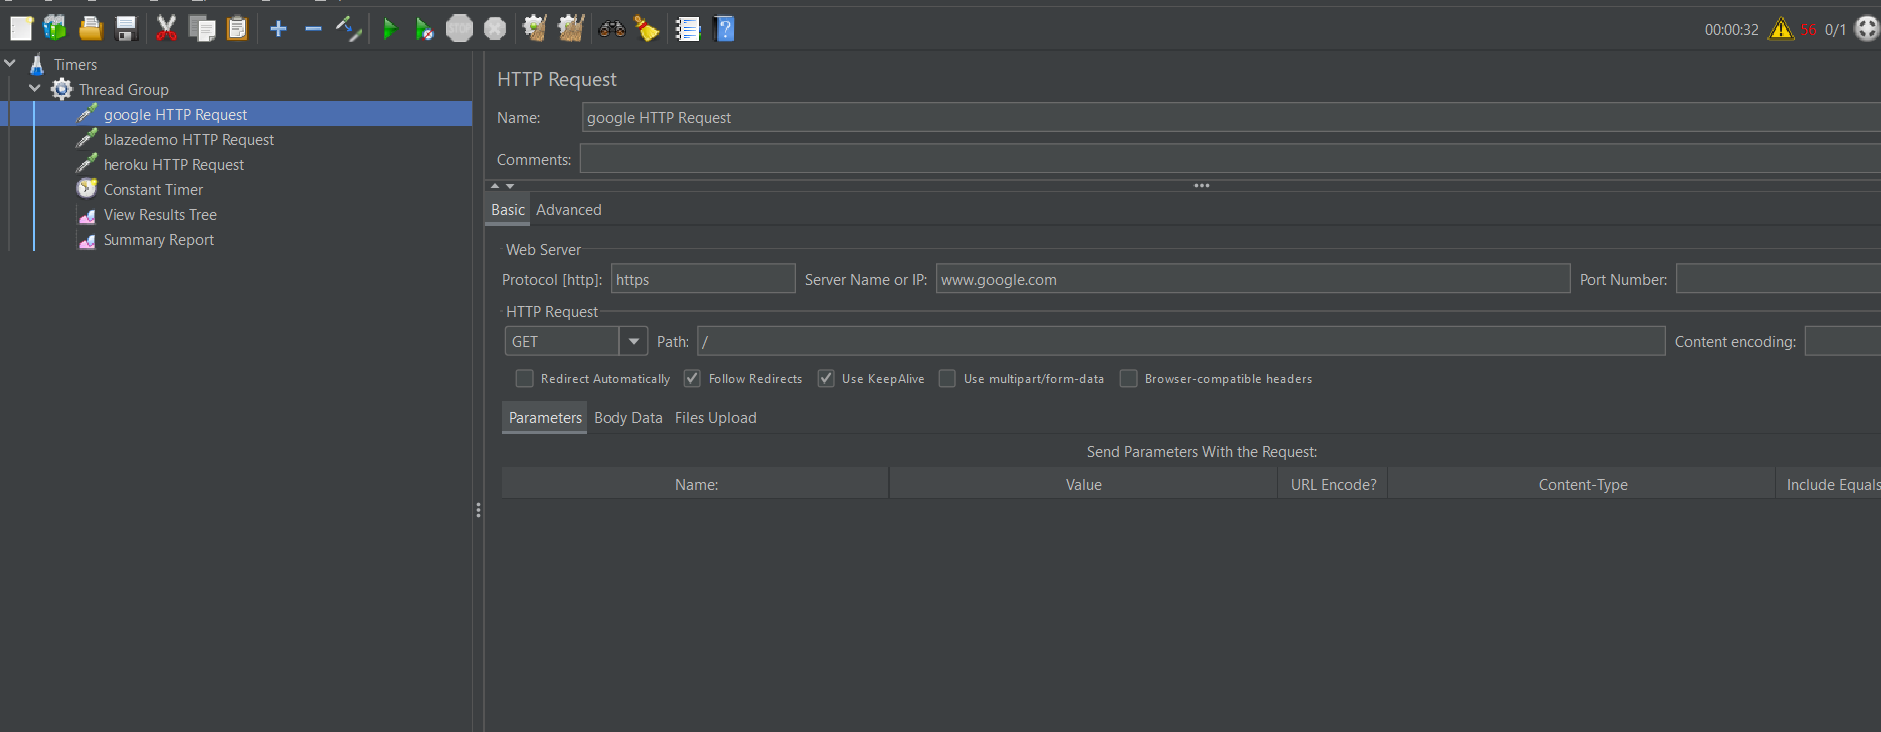 00:00:32 56 0/1
Timers
Thread Group
google HTTP Request
blazedemo HTTP Request
heroku HTTP Request
Constant Timer
View Results Tree
Summary Report
HTTP Request
Name: google HTTP Request
Comments:
Basic Advanced
Web Server
Protocol [http]: https Server Name or IP: www.google.com Port Number:
HTTP Request
GET Path: / Content encoding:
Redirect Automatically Follow Redirects Use KeepAlive Use multipart/form-data Browser-compatible headers
Parameters Body Data Files Upload
Send Parameters With the Request:
Name: Value URL Encode? Content-Type Include Equals